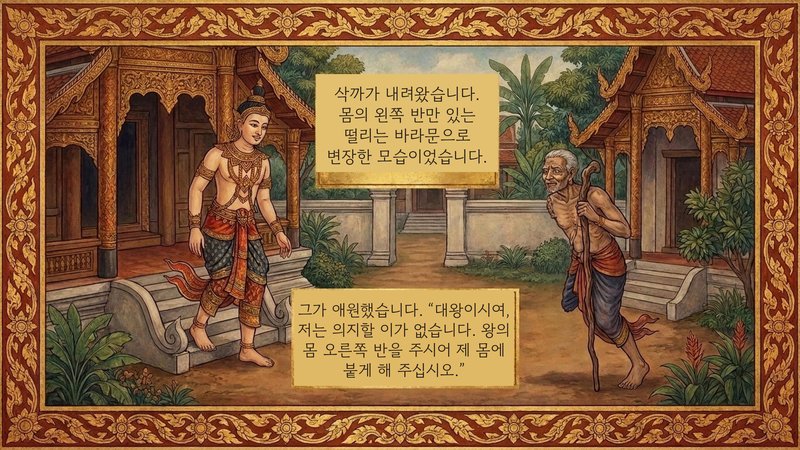 삭까가 내려왔습니다.
몸의 왼쪽 반만 있는
떨리는 바라문으로
변장한 모습이었습니다.
그가 애원했습니다. “대왕이시여,
저는 의지할 이가 없습니다. 왕의
몸 오른쪽 반을 주시어 제 몸에
붙게 해 주십시오.”